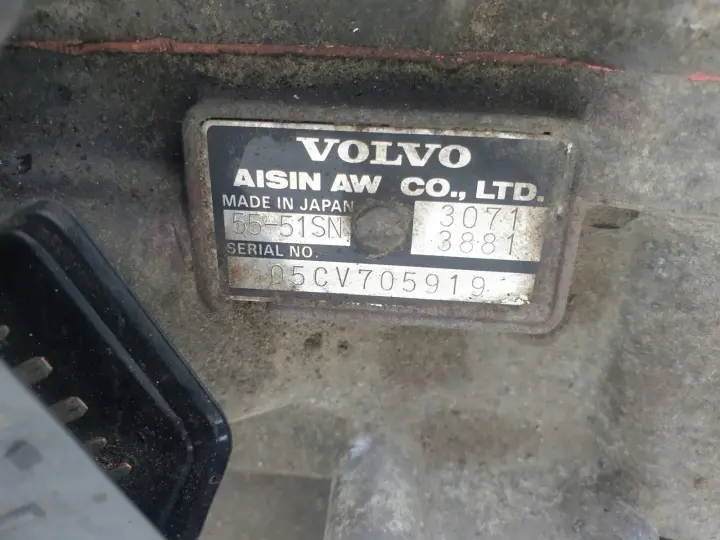 VOLVO
AISIN AW CO., LTD.
MADE IN JAPAN
55-51SN
3071
3881
SERIAL NO.
05CV705919